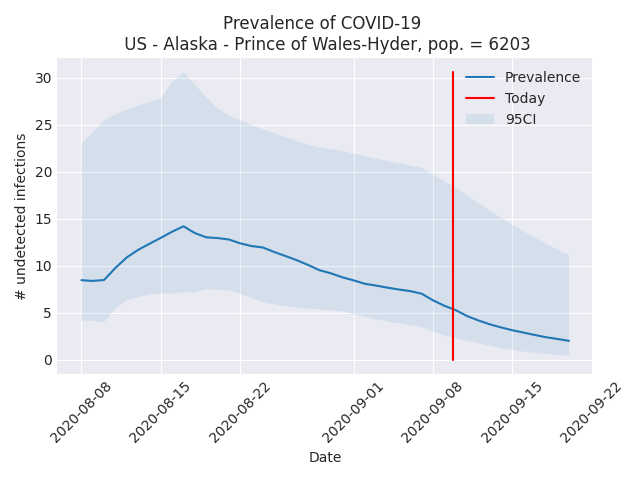 Prevalence of COVID-19
US - Alaska - Prince of Wales-Hyder, pop. = 6203
30
25
20
15
10
5
0
# undetected infections
Prevalence
Today
95CI
2020-08-08
2020-08-15
2020-08-22
2020-09-01
2020-09-08
2020-09-15
2020-09-22
Date